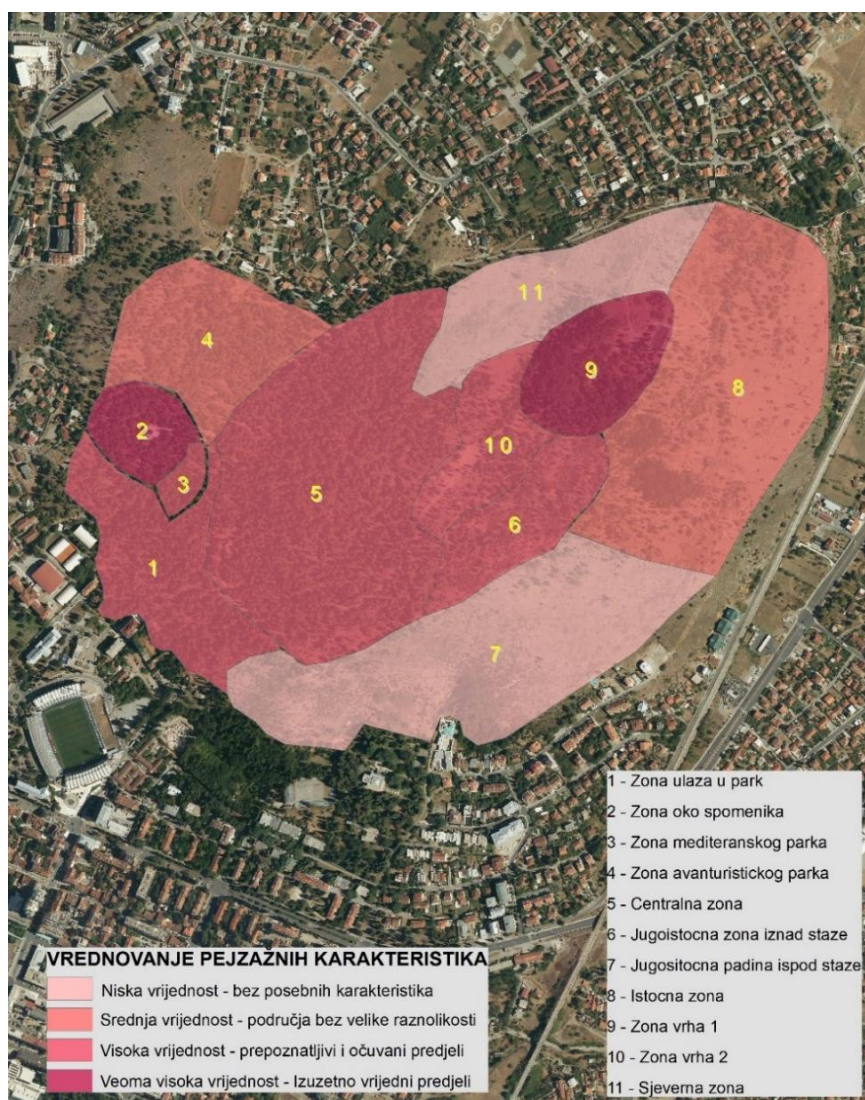 11
4
9
8
2
10
3
5
6
1
7
1 - Zona ulaza u park
2 - Zona oko spomenika
3 - Zona mediteranskog parka
4 - Zona avanturistickog parka
5 - Centralna zona
6 - Jugoistocna zona iznad staze
7 - Jugositocna padina ispod staze
8 - Istocna zona
9 - Zona vrha 1
10 - Zona vrha 2
11 - Sjeverna zona
VREDNOVANJE PEJZAŽNIH KARAKTERISTIKA
Niska vrijednost - bez posebnih karakteristika
Srednja vrijednost - područja bez velike raznolikosti
Visoka vrijednost - prepoznatljivi i očuvani predjeli
Veoma visoka vrijednost - Izuzetno vrijedni predjeli